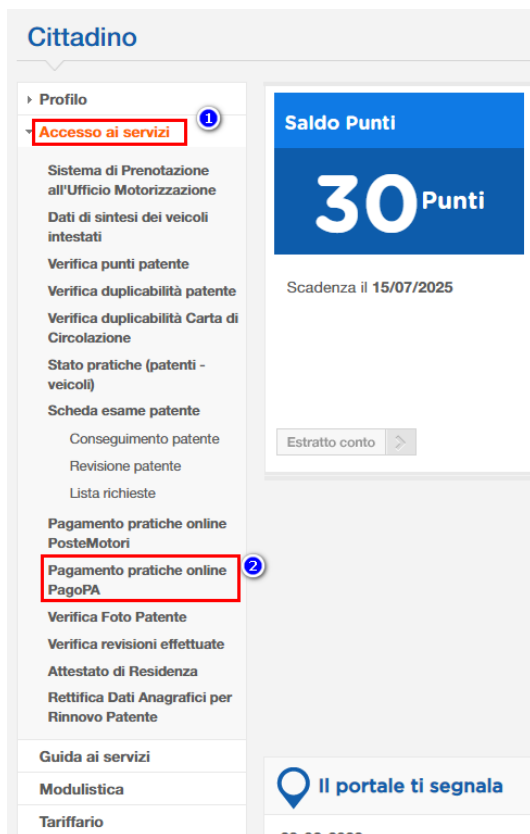 Cittadino
Profilo
1
Accesso ai servizi
Sistema di Prenotazione
all'Ufficio Motorizzazione
Dati di sintesi dei veicoli
intestati
Verifica punti patente
Verifica duplicabilità patente
Verifica duplicabilità Carta di
Circolazione
Stato pratiche (patenti -
veicoli)
Scheda esame patente
Conseguimento patente
Revisione patente
Lista richieste
Pagamento pratiche online
PosteMotori
Pagamento pratiche online
PagoPA
2
Verifica Foto Patente
Verifica revisioni effettuate
Attestato di Residenza
Rettifica Dati Anagrafici per
Rinnovo Patente
Guida ai servizi
Modulistica
Tariffario
Saldo Punti
30 Punti
Scadenza il 15/07/2025
Estratto conto
Il portale ti segnala